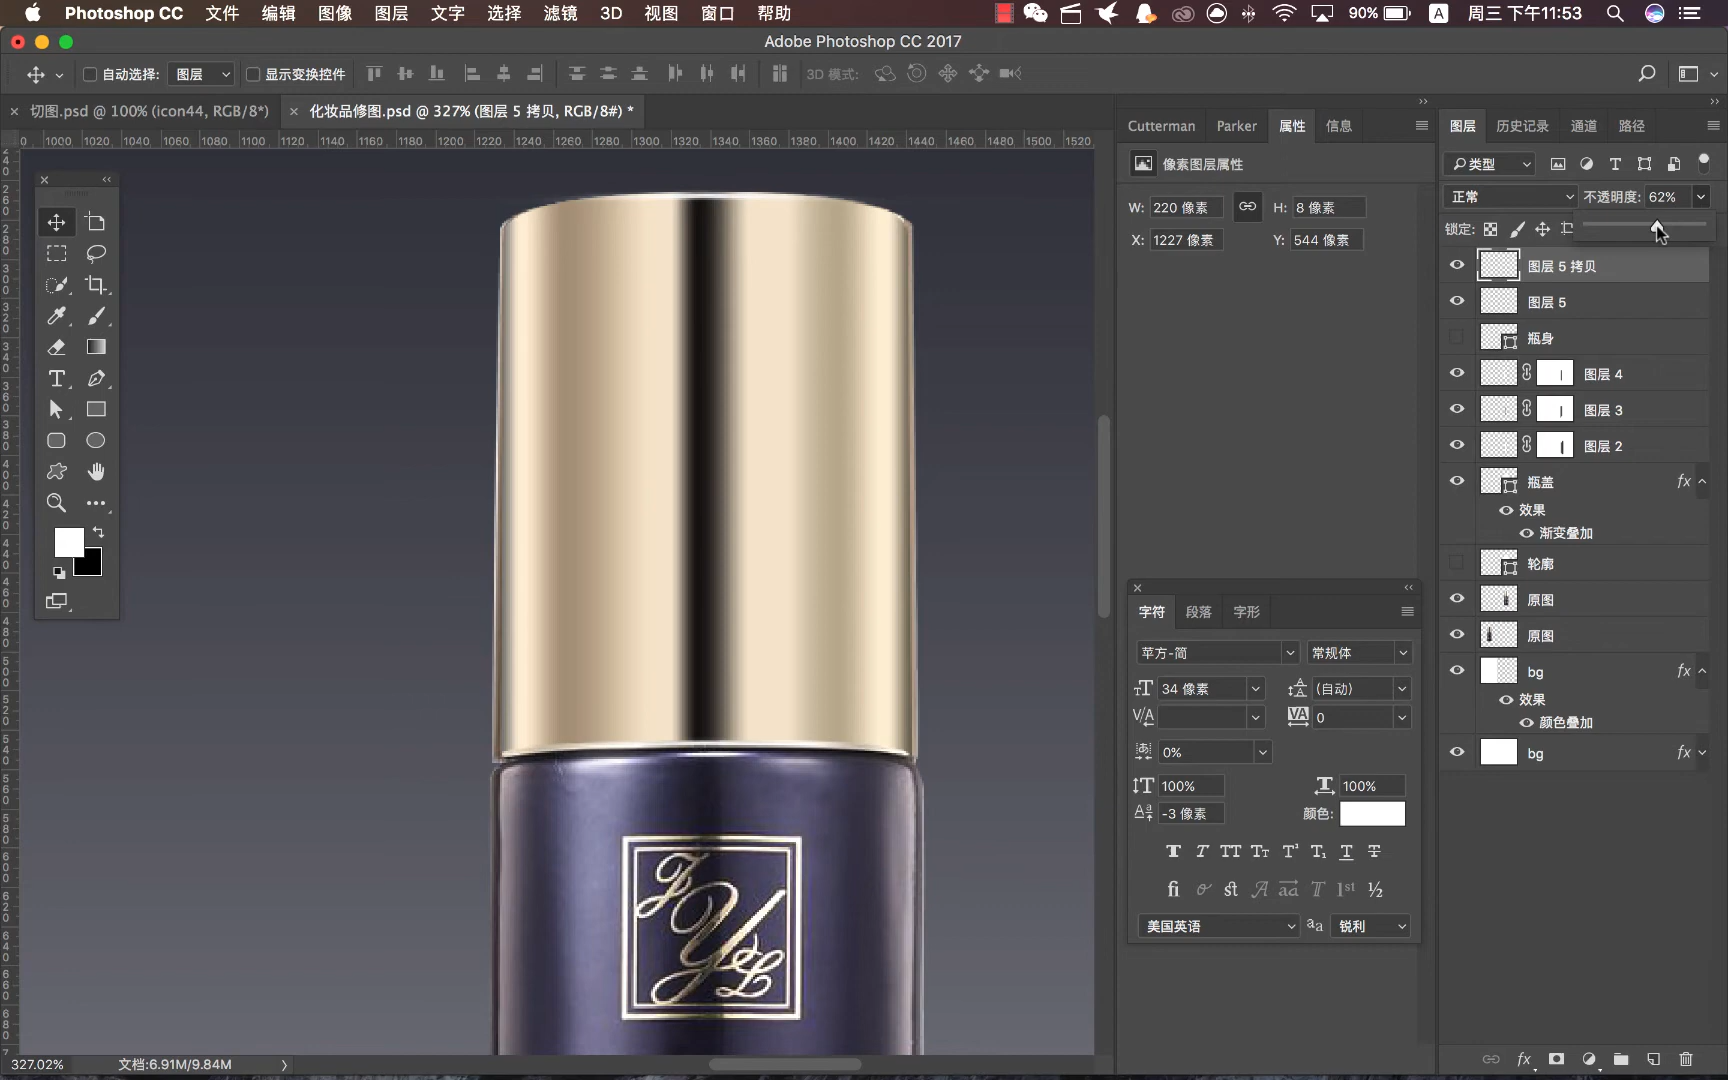 Photoshop CC 文件 编辑 图像 图层 文字 选择 滤镜 3D 视图 窗口 帮助 90% A 周三 下午11:53
Adobe Photoshop CC 2017
自动选择: 图层 显示变换控件 3D 模式:
切图.psd @ 100% (icon44, RGB/8*) 化妆品修图.psd @ 327% (图层 5 拷贝, RGB/8#) *
1000 1020 1040 1060 1080 1100 1120 1140 1160 1180 1200 1220 1240 1260 1280 1300 1320 1340 1360 1380 1400 1420 1440 1460 1480 1500 1520
Cutterman Parker 属性 信息
像素图层属性
W: 220 像素 H: 8 像素
X: 1227 像素 Y: 544 像素
图层 历史记录 通道 路径
类型
正常 不透明度: 62%
锁定:
图层 5 拷贝
图层 5
瓶身
图层 4
图层 3
图层 2
瓶盖 fx
效果
渐变叠加
轮廓
原图
原图
bg fx
效果
颜色叠加
bg fx
字符 段落 字形
苹方-简 常规体
34 像素 (自动)
0
0%
100% 100%
-3 像素 颜色:
美国英语 锐利
YSL
327.02% 文档:6.91M/9.84M